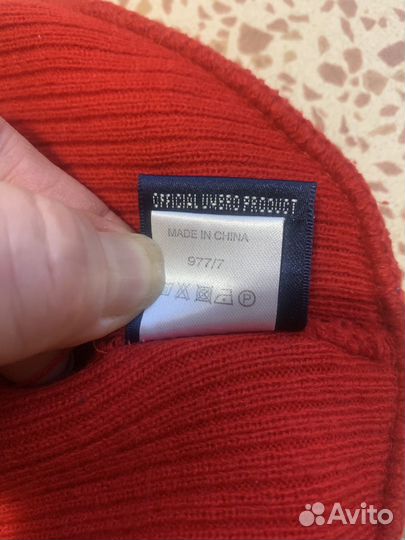 OFFICIAL UMBRO PRODUCT
MADE IN CHINA
977/7
P
Avito